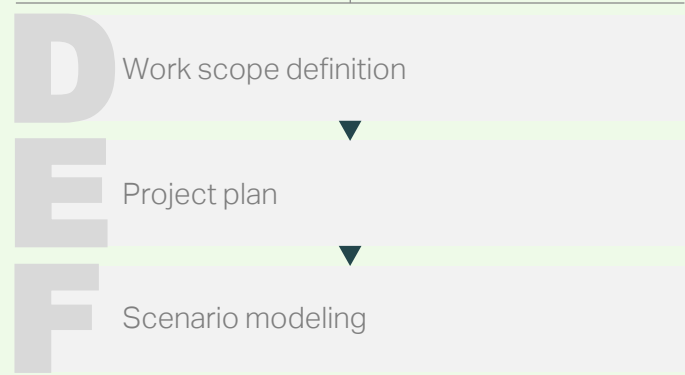 D Work scope definition
E Project plan
F Scenario modeling